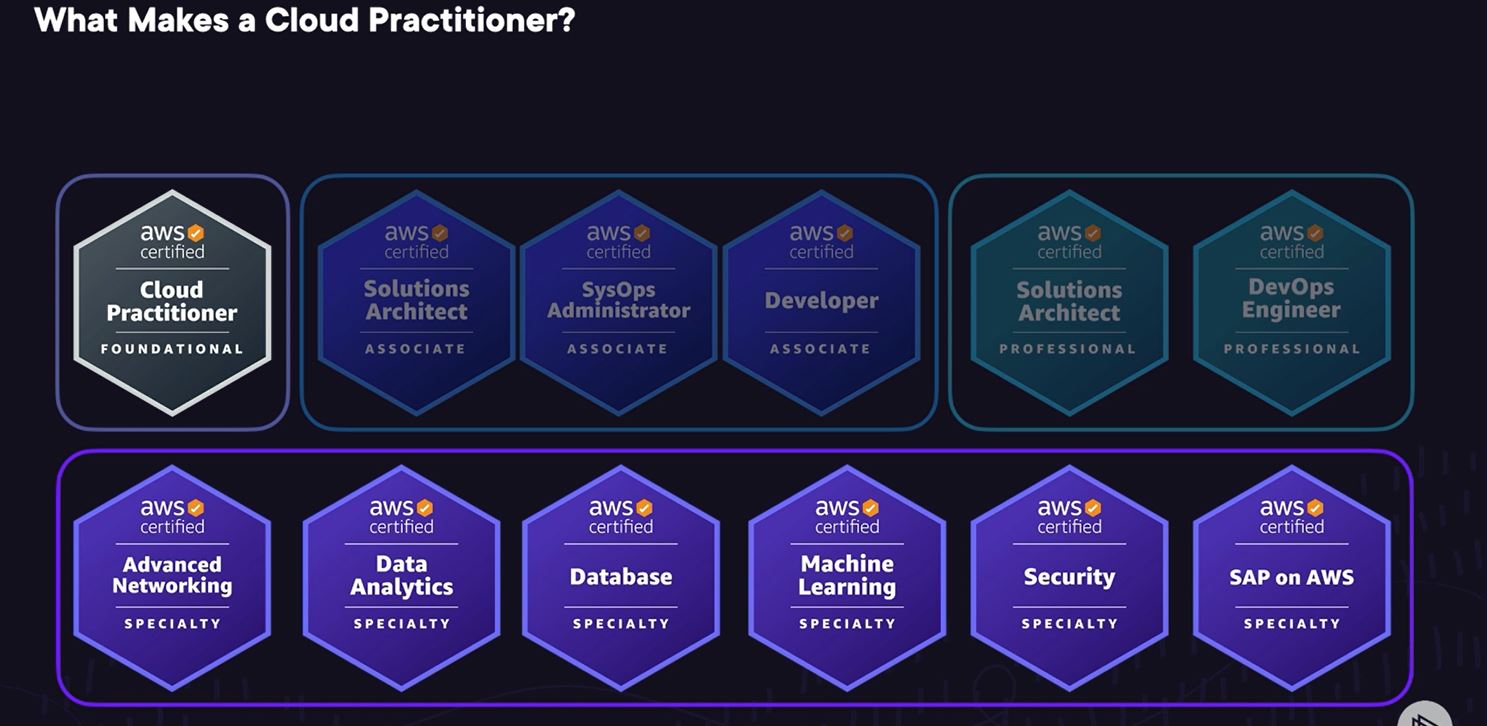 What Makes a Cloud Practitioner?
aws
certified
Cloud
Practitioner
FOUNDATIONAL
aws
certified
Solutions
Architect
ASSOCIATE
aws
certified
SysOps
Administrator
ASSOCIATE
aws
certified
Developer
ASSOCIATE
aws
certified
Solutions
Architect
PROFESSIONAL
aws
certified
DevOps
Engineer
PROFESSIONAL
aws
certified
Advanced
Networking
SPECIALTY
aws
certified
Data
Analytics
SPECIALTY
aws
certified
Database
SPECIALTY
aws
certified
Machine
Learning
SPECIALTY
aws
certified
Security
SPECIALTY
aws
certified
SAP on AWS
SPECIALTY